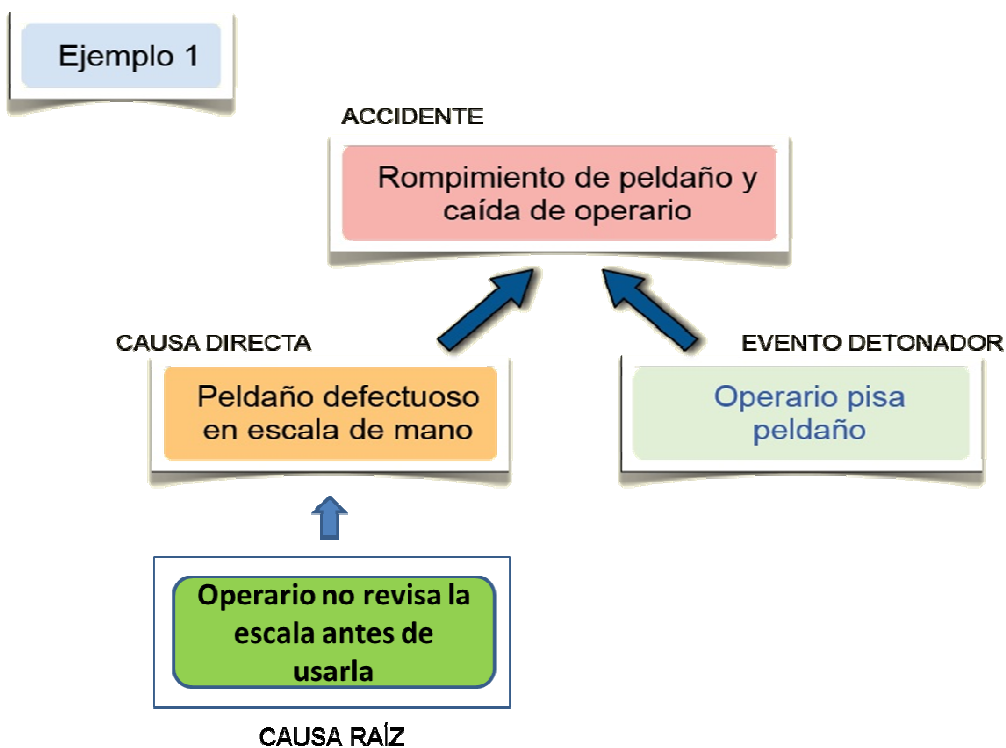 Ejemplo 1
ACCIDENTE
Rompimiento de peldaño y
caída de operario
CAUSA DIRECTA
EVENTO DETONADOR
Peldaño defectuoso
en escala de mano
Operario pisa
peldaño
Operario no revisa la
escala antes de
usarla
CAUSA RAÍZ